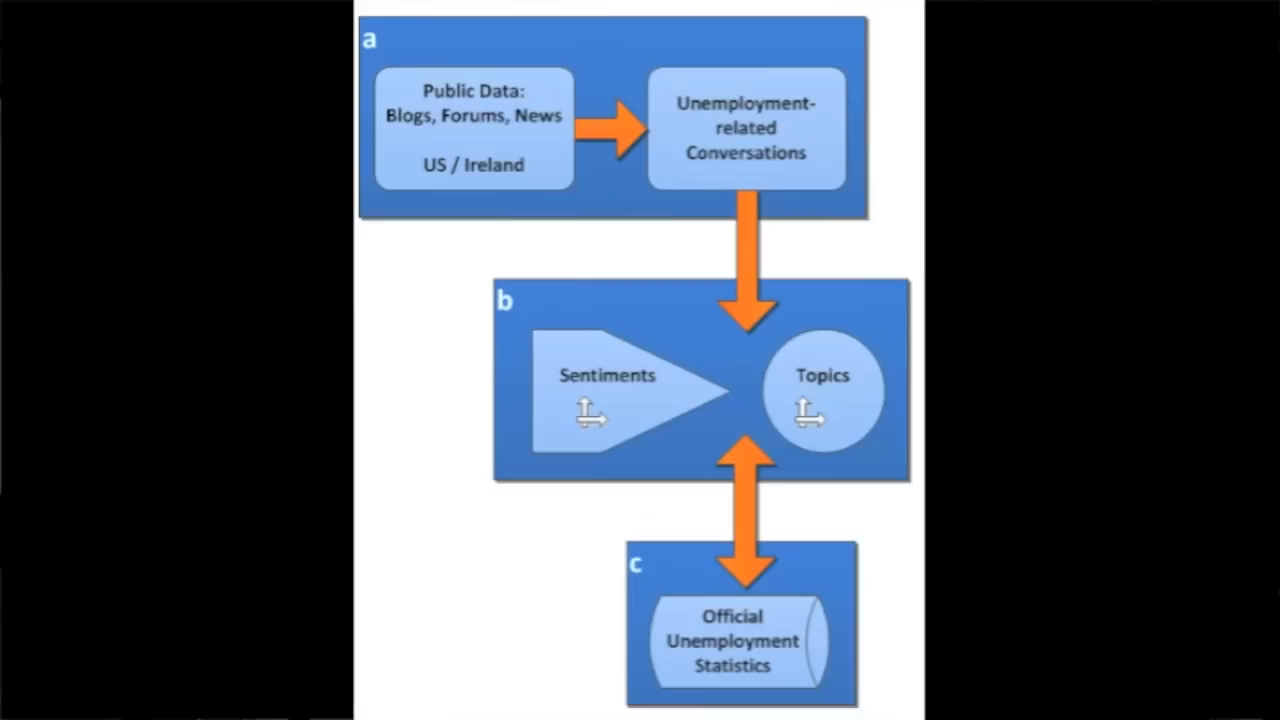 a
Public Data:
Blogs, Forums, News
US / Ireland
Unemployment-
related
Conversations
b
Sentiments
Topics
c
Official
Unemployment
Statistics